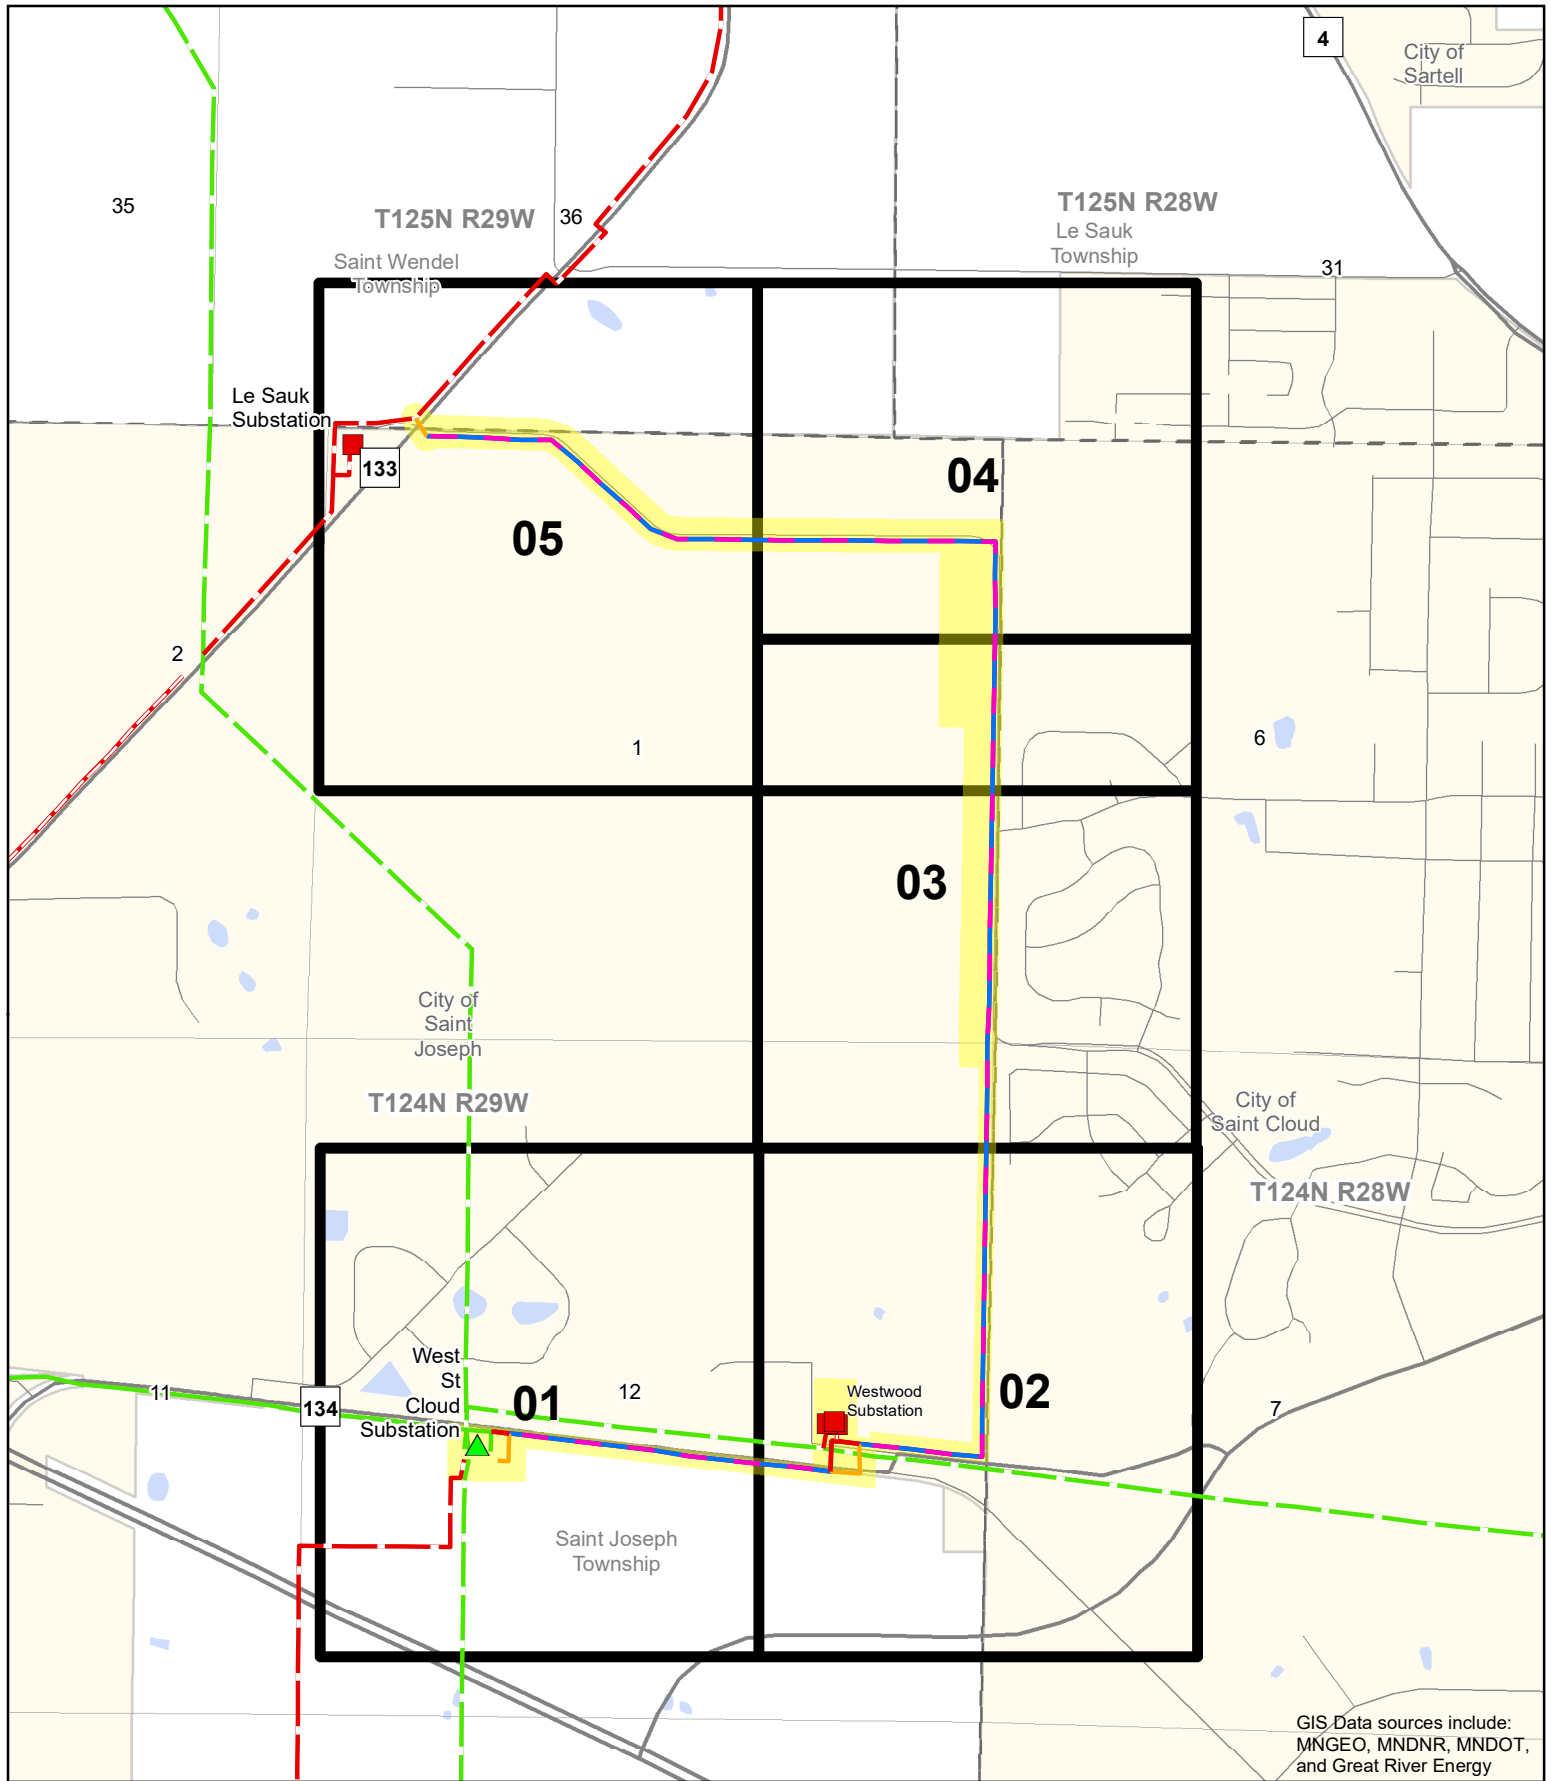 4
City of
Sartell
35
T125N R29W
36
T125N R28W
Le Sauk
Township
Saint Wendel
Township
31
Le Sauk
Substation
133
04
05
2
1
6
03
City of
Saint
Joseph
T124N R29W
City of
Saint Cloud
T124N R28W
West
St
Cloud
Substation
11
134
01
12
Westwood
Substation
02
7
Saint Joseph
Township
GIS Data sources include:
MNGEO, MNDNR, MNDOT,
and Great River Energy